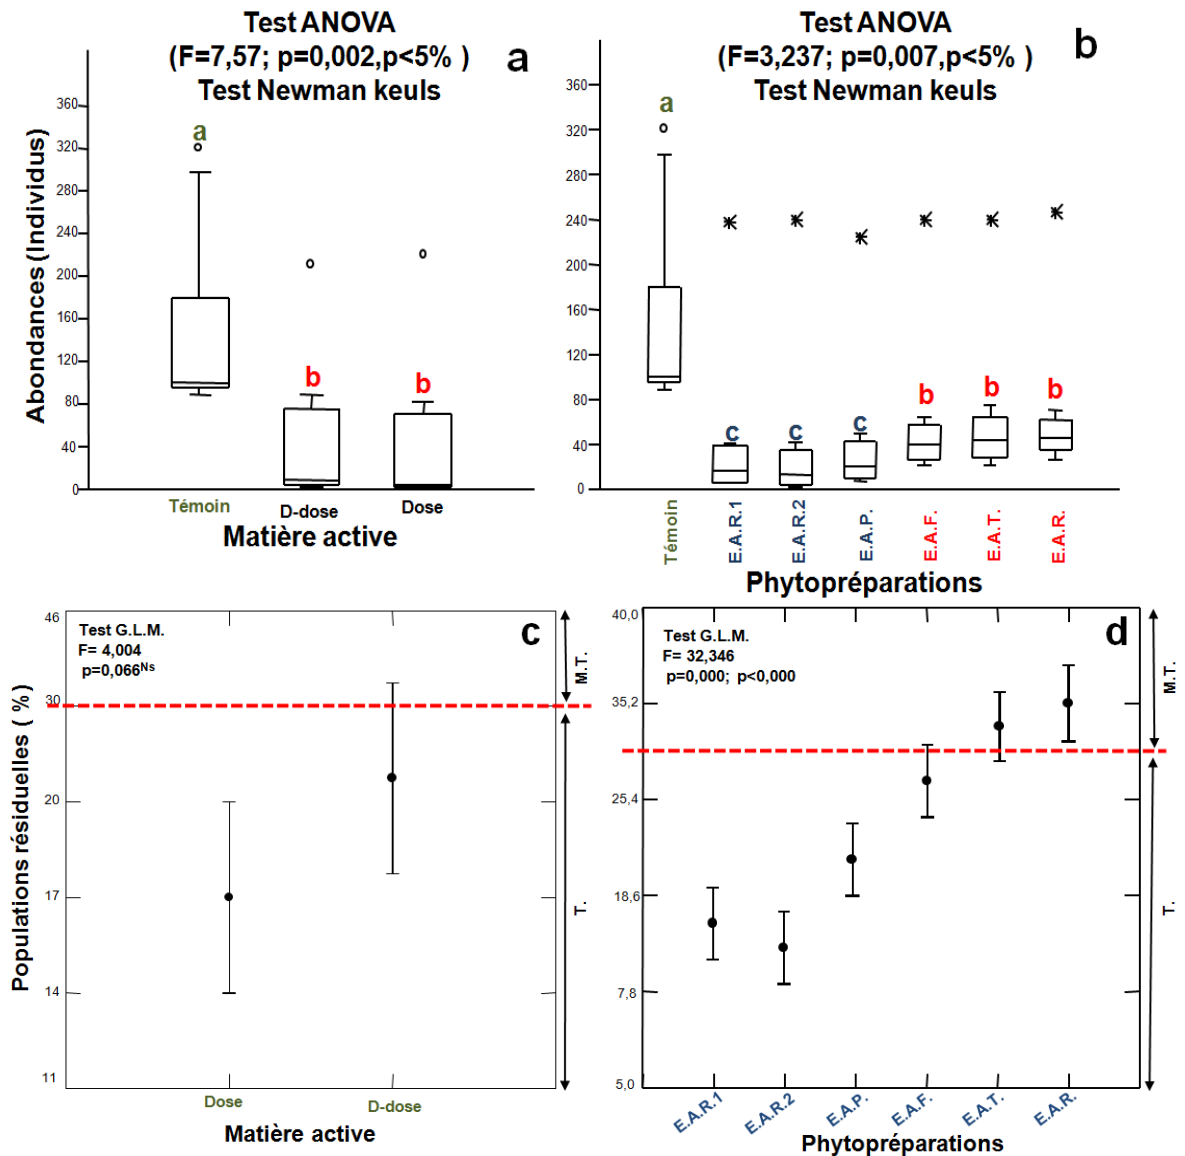 Test ANOVA
(F=7,57; p=0,002,p<5% )
Test Newman keuls
a
Abondances (Individus)
360
320
280
240
200
160
120
80
40
0
a
b
b
Témoin
D-dose
Dose
Matière active
Test ANOVA
(F=3,237; p=0,007,p<5% )
Test Newman keuls
b
360
320
280
240
200
160
120
80
40
0
a
c
c
c
b
b
b
Témoin
E.A.R.1
E.A.R.2
E.A.P.
E.A.F.
E.A.T.
E.A.R.
Phytopréparations
Populations résiduelles ( %)
46
30
20
17
14
11
Test G.L.M.
F= 4,004
p=0,066Ns
c
M.T.
T.
Dose
D-dose
Matière active
40,0
35,2
25,4
18,6
7,8
5,0
Test G.L.M.
F= 32,346
p=0,000; p<0,000
d
M.T.
T.
E.A.R.1
E.A.R.2
E.A.P.
E.A.F.
E.A.T.
E.A.R.
Phytopréparations